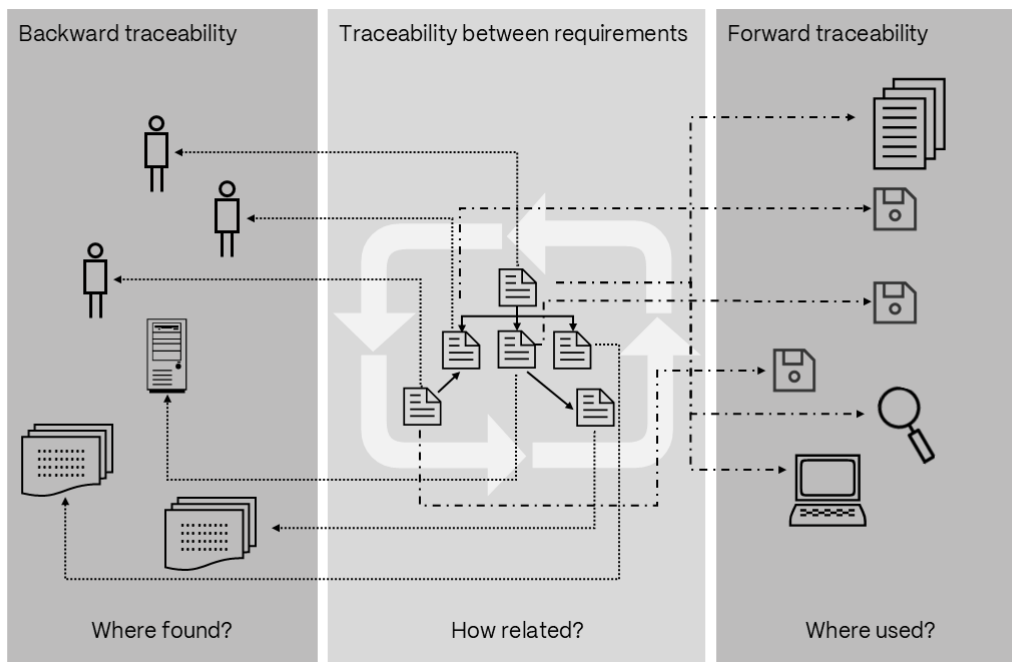 Backward traceability
Traceability between requirements
Forward traceability
Where found?
How related?
Where used?